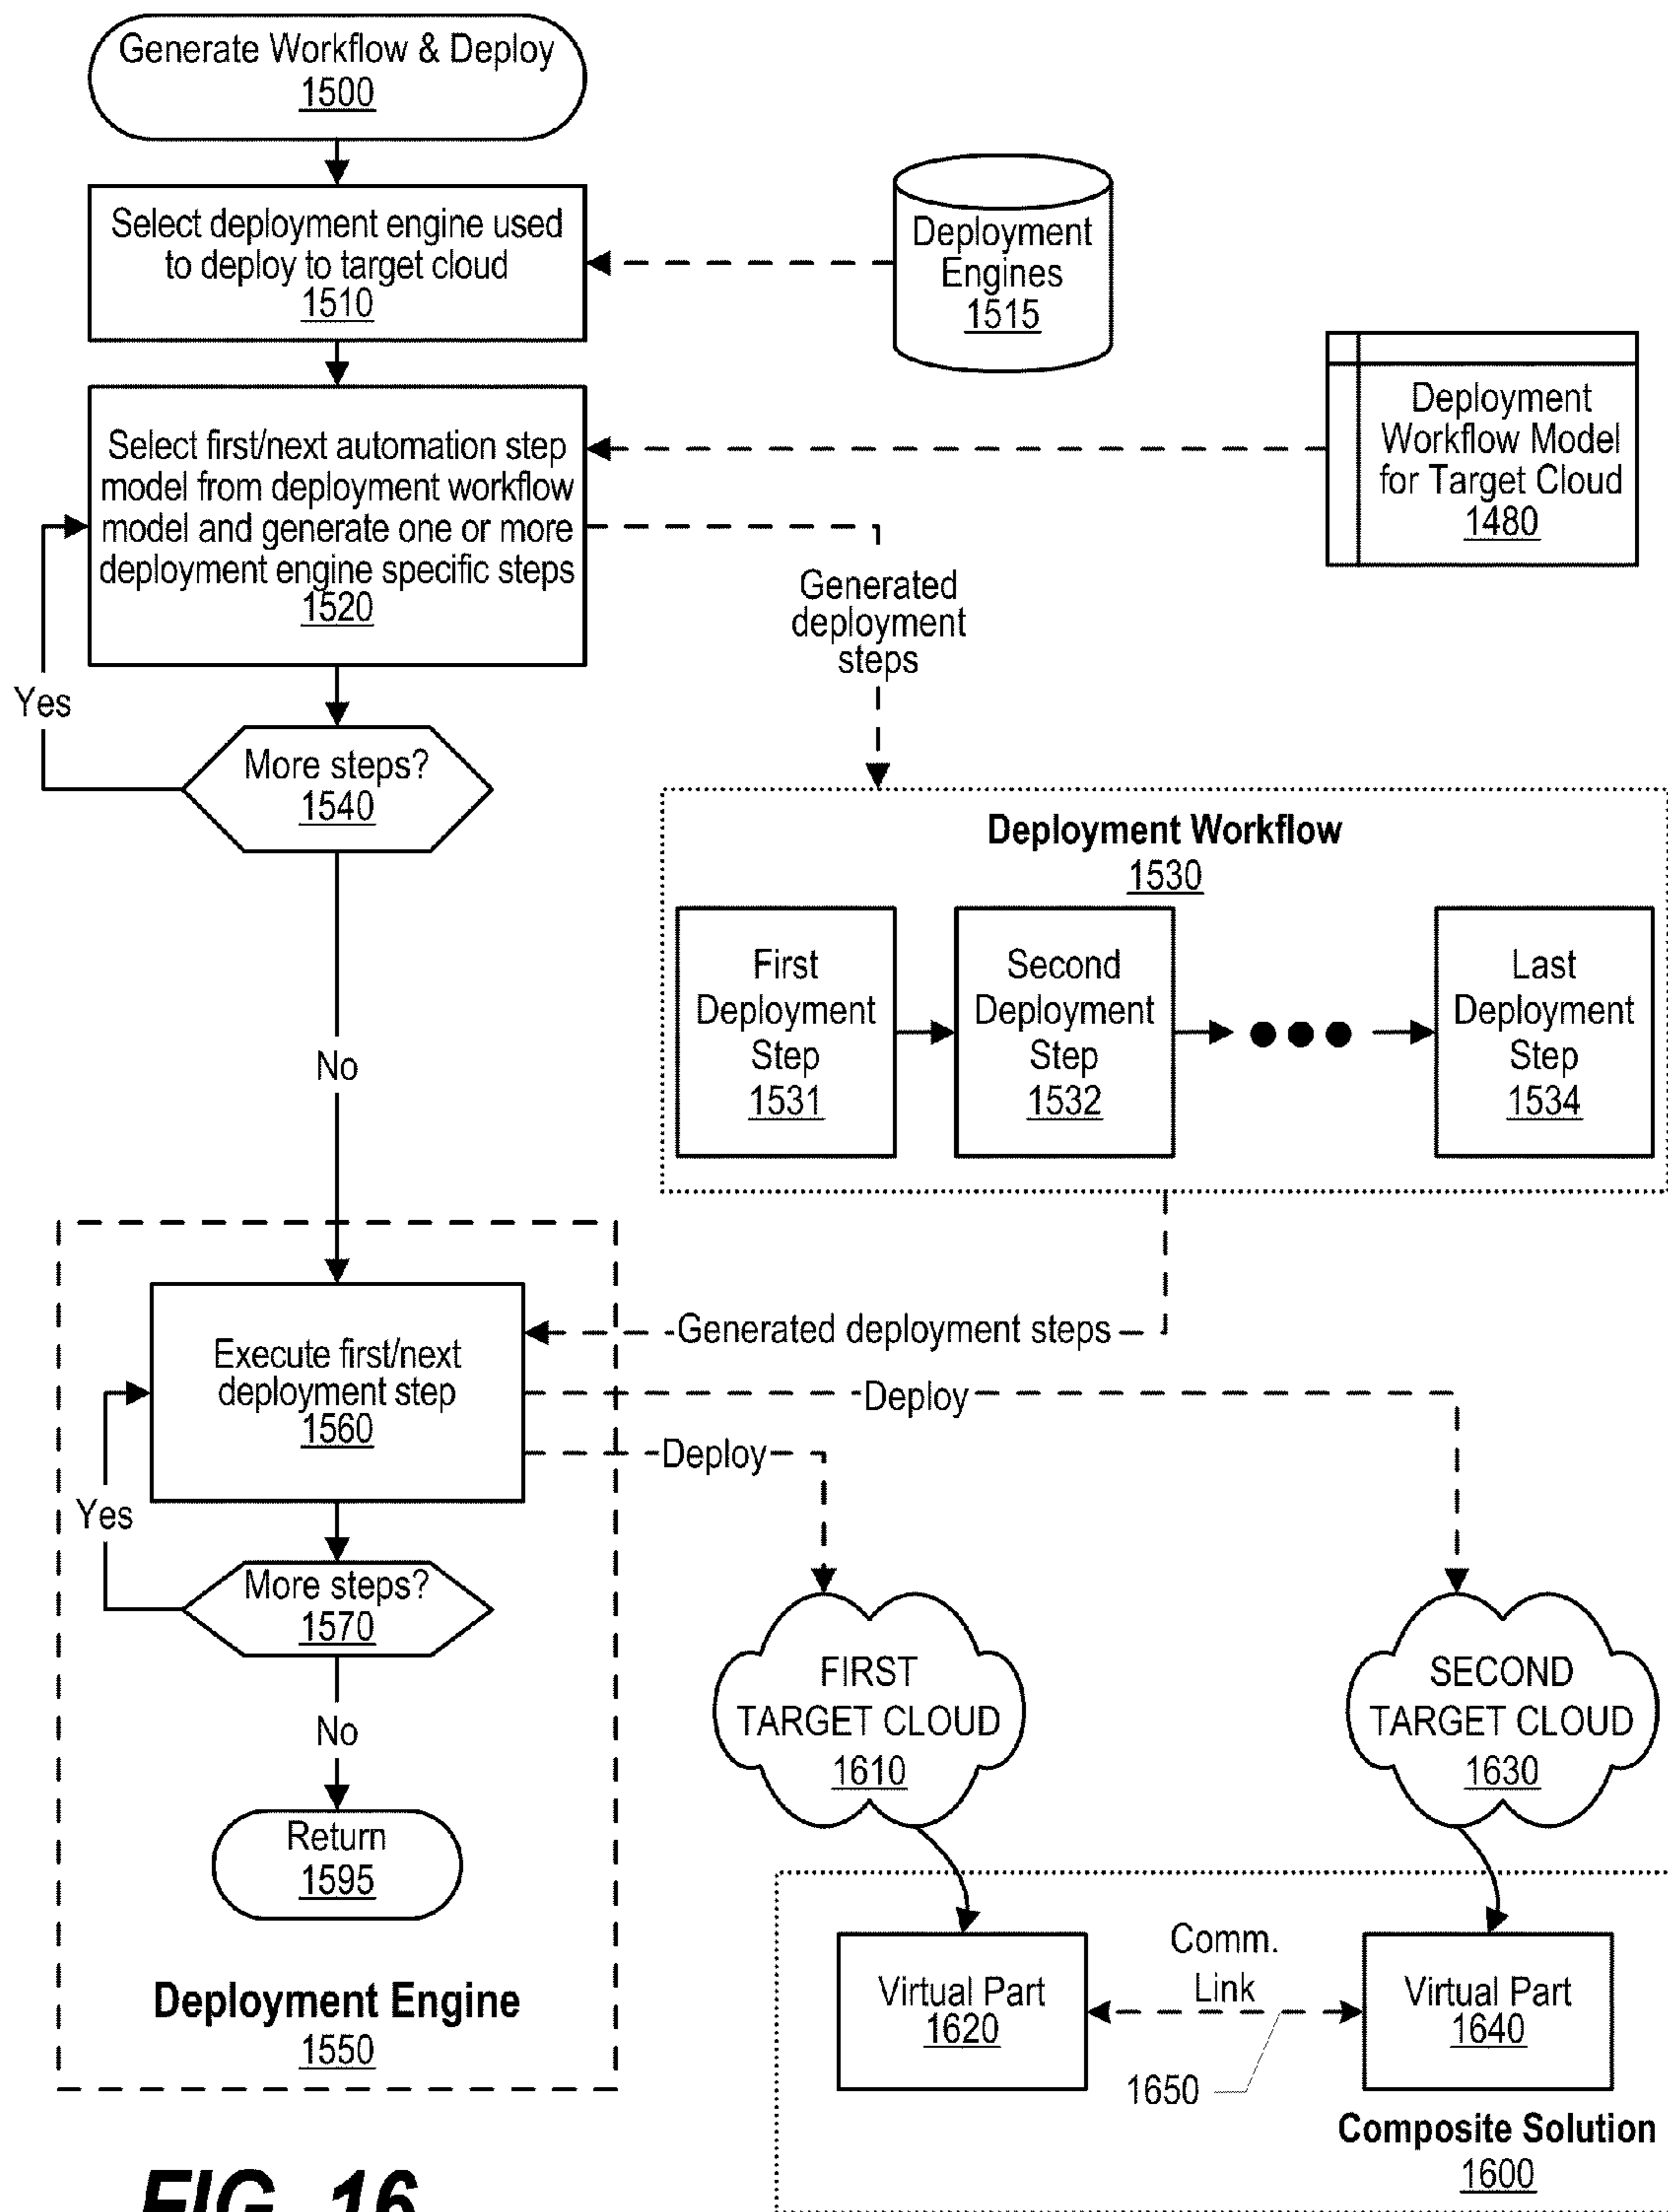 Generate Workflow & Deploy
1500
Select deployment engine used
to deploy to target cloud
1510
Deployment
Engines
1515
Deployment
Workflow Model
for Target Cloud
1480
Select first/next automation step
model from deployment workflow
model and generate one or more
deployment engine specific steps
1520
Generated
deployment
steps
Yes
More steps?
1540
No
Deployment Workflow
1530
First
Deployment
Step
1531
Second
Deployment
Step
1532
Last
Deployment
Step
1534
Generated deployment steps
Execute first/next
deployment step
1560
Deploy
Deploy
Yes
More steps?
1570
No
Return
1595
Deployment Engine
1550
FIRST
TARGET CLOUD
1610
SECOND
TARGET CLOUD
1630
Virtual Part
1620
Comm.
Link
Virtual Part
1640
1650
Composite Solution
1600
FIG. 16